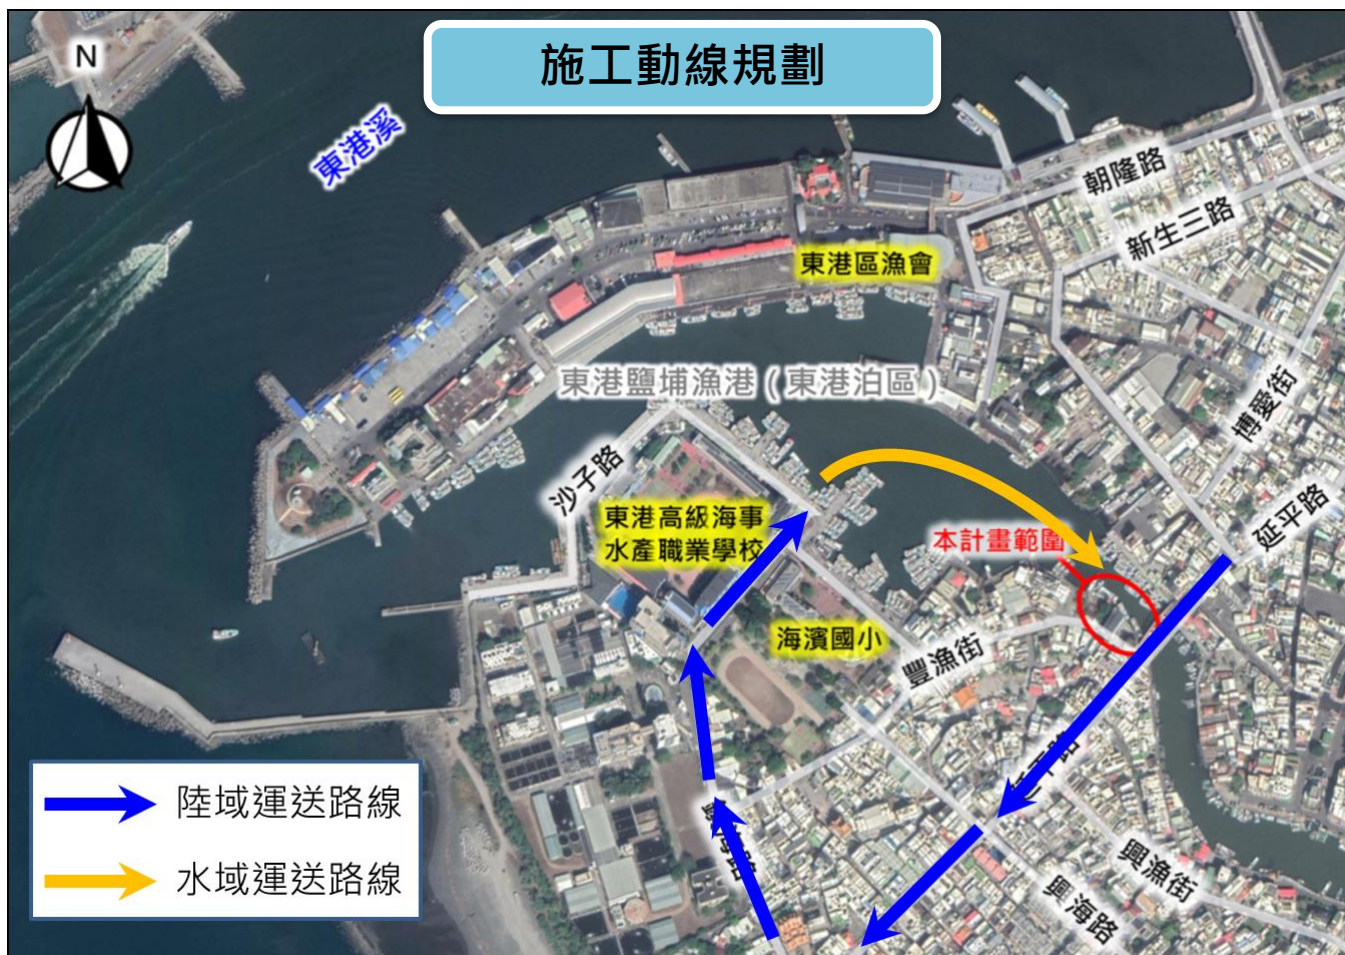 施工動線規劃
N
東港溪
朝隆路
新生三路
東港區漁會
東港鹽埔漁港(東港泊區)
博愛街
沙子路
延平路
東港高級海事
水產職業學校
本計畫範圍
海濱國小
豐漁街
興漁街
興海路
陸域運送路線
水域運送路線